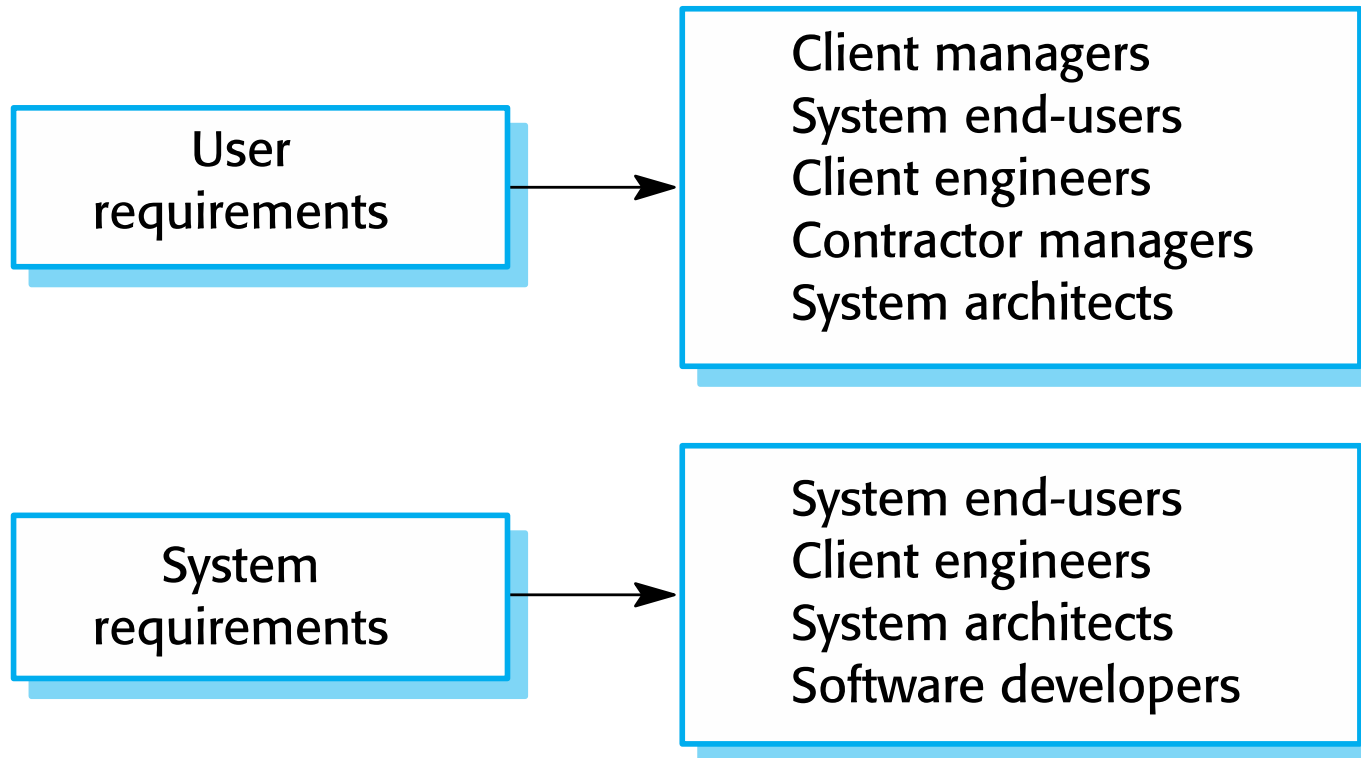 User
requirements
Client managers
System end-users
Client engineers
Contractor managers
System architects
System
requirements
System end-users
Client engineers
System architects
Software developers